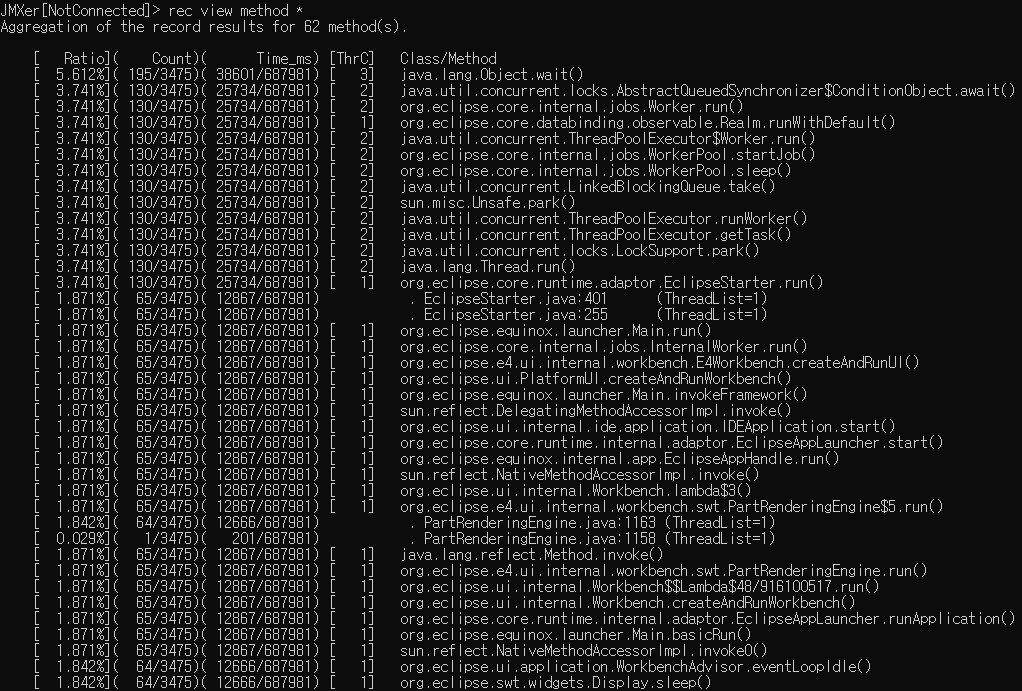 JMXer[NotConnected]> rec view method *
Aggregation of the record results for 62 method(s).
[   Ratio](    Count)(      Time_ms) [ThrC]   Class/Method
[  5.612%](  195/3475)(  38601/687981) [   3]   java.lang.Object.wait()
[  3.741%](  130/3475)(  25734/687981) [   2]   java.util.concurrent.locks.AbstractQueuedSynchronizer$ConditionObject.await()
[  3.741%](  130/3475)(  25734/687981) [   2]   org.eclipse.core.internal.jobs.Worker.run()
[  3.741%](  130/3475)(  25734/687981) [   1]   org.eclipse.core.databinding.observable.Realm.runWithDefault()
[  3.741%](  130/3475)(  25734/687981) [   2]   java.util.concurrent.ThreadPoolExecutor$Worker.run()
[  3.741%](  130/3475)(  25734/687981) [   2]   org.eclipse.core.internal.jobs.WorkerPool.startJob()
[  3.741%](  130/3475)(  25734/687981) [   2]   org.eclipse.core.internal.jobs.WorkerPool.sleep()
[  3.741%](  130/3475)(  25734/687981) [   2]   java.util.concurrent.LinkedBlockingQueue.take()
[  3.741%](  130/3475)(  25734/687981) [   2]   sun.misc.Unsafe.park()
[  3.741%](  130/3475)(  25734/687981) [   2]   java.util.concurrent.ThreadPoolExecutor.runWorker()
[  3.741%](  130/3475)(  25734/687981) [   2]   java.util.concurrent.ThreadPoolExecutor.getTask()
[  3.741%](  130/3475)(  25734/687981) [   2]   java.util.concurrent.locks.LockSupport.park()
[  3.741%](  130/3475)(  25734/687981) [   2]   java.lang.Thread.run()
[  3.741%](  130/3475)(  25734/687981) [   1]   org.eclipse.core.runtime.adaptor.EclipseStarter.run()
[  1.871%](   65/3475)(  12867/687981)            . EclipseStarter.java:401      (ThreadList=1)
[  1.871%](   65/3475)(  12867/687981)            . EclipseStarter.java:255      (ThreadList=1)
[  1.871%](   65/3475)(  12867/687981) [   1]   org.eclipse.equinox.launcher.Main.run()
[  1.871%](   65/3475)(  12867/687981) [   1]   org.eclipse.core.internal.jobs.InternalWorker.run()
[  1.871%](   65/3475)(  12867/687981) [   1]   org.eclipse.e4.ui.internal.workbench.E4Workbench.createAndRunUI()
[  1.871%](   65/3475)(  12867/687981) [   1]   org.eclipse.ui.PlatformUI.createAndRunWorkbench()
[  1.871%](   65/3475)(  12867/687981) [   1]   org.eclipse.equinox.launcher.Main.invokeFramework()
[  1.871%](   65/3475)(  12867/687981) [   1]   sun.reflect.DelegatingMethodAccessorImpl.invoke()
[  1.871%](   65/3475)(  12867/687981) [   1]   org.eclipse.ui.internal.ide.application.IDEApplication.start()
[  1.871%](   65/3475)(  12867/687981) [   1]   org.eclipse.core.runtime.internal.adaptor.EclipseAppLauncher.start()
[  1.871%](   65/3475)(  12867/687981) [   1]   org.eclipse.equinox.internal.app.EclipseAppHandle.run()
[  1.871%](   65/3475)(  12867/687981) [   1]   sun.reflect.NativeMethodAccessorImpl.invoke()
[  1.871%](   65/3475)(  12867/687981) [   1]   org.eclipse.ui.internal.Workbench.lambda$3()
[  1.871%](   65/3475)(  12867/687981) [   1]   org.eclipse.e4.ui.internal.workbench.swt.PartRenderingEngine$5.run()
[  1.842%](   64/3475)(  12666/687981)            . PartRenderingEngine.java:1163 (ThreadList=1)
[  0.029%](    1/3475)(    201/687981)            . PartRenderingEngine.java:1158 (ThreadList=1)
[  1.871%](   65/3475)(  12867/687981) [   1]   java.lang.reflect.Method.invoke()
[  1.871%](   65/3475)(  12867/687981) [   1]   org.eclipse.e4.ui.internal.workbench.swt.PartRenderingEngine.run()
[  1.871%](   65/3475)(  12867/687981) [   1]   org.eclipse.ui.internal.Workbench$$Lambda$48/916100517.run()
[  1.871%](   65/3475)(  12867/687981) [   1]   org.eclipse.ui.internal.Workbench.createAndRunWorkbench()
[  1.871%](   65/3475)(  12867/687981) [   1]   org.eclipse.core.runtime.internal.adaptor.EclipseAppLauncher.runApplication()
[  1.871%](   65/3475)(  12867/687981) [   1]   org.eclipse.equinox.launcher.Main.basicRun()
[  1.871%](   65/3475)(  12867/687981) [   1]   sun.reflect.NativeMethodAccessorImpl.invoke0()
[  1.842%](   64/3475)(  12666/687981) [   1]   org.eclipse.ui.application.WorkbenchAdvisor.eventLoopIdle()
[  1.842%](   64/3475)(  12666/687981) [   1]   org.eclipse.swt.widgets.Display.sleep()